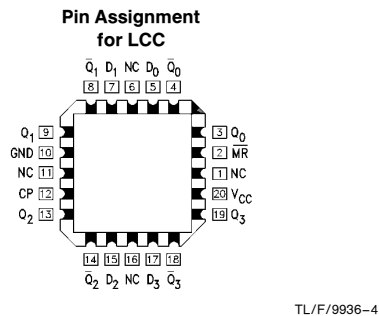 Pin Assignment
for LCC
Q̅1 D1 NC D0 Q̅0
8 7 6 5 4
Q1 9
GND 10
NC 11
CP 12
Q2 13
3 Q0
2 M̅R̅
1 NC
20 VCC
19 Q3
14 15 16 17 18
Q̅2 D2 NC D3 Q̅3
TL/F/9936–4